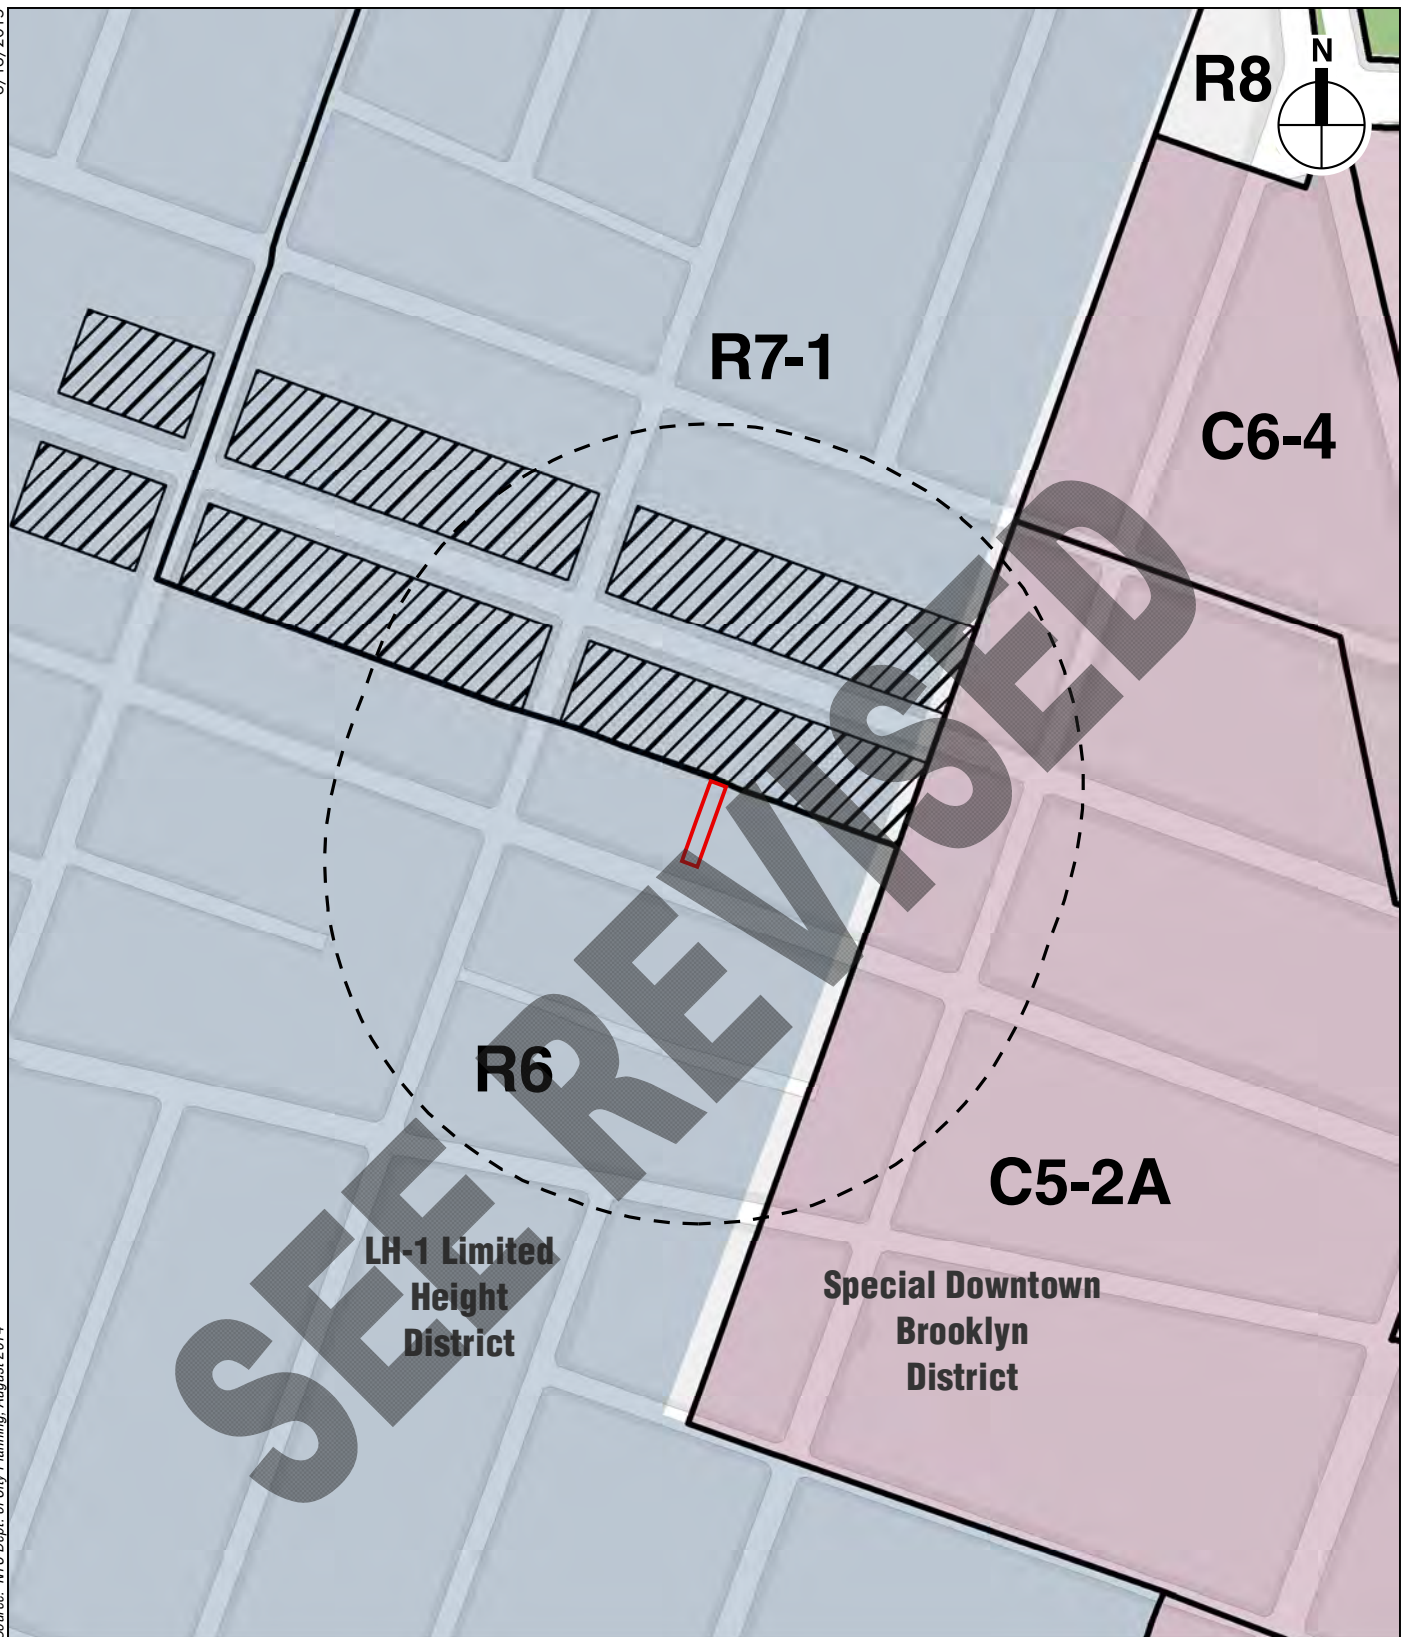 N
R8
R7-1
C6-4
SEE REVISED
R6
C5-2A
LH-1 Limited
Height
District
Special Downtown
Brooklyn
District